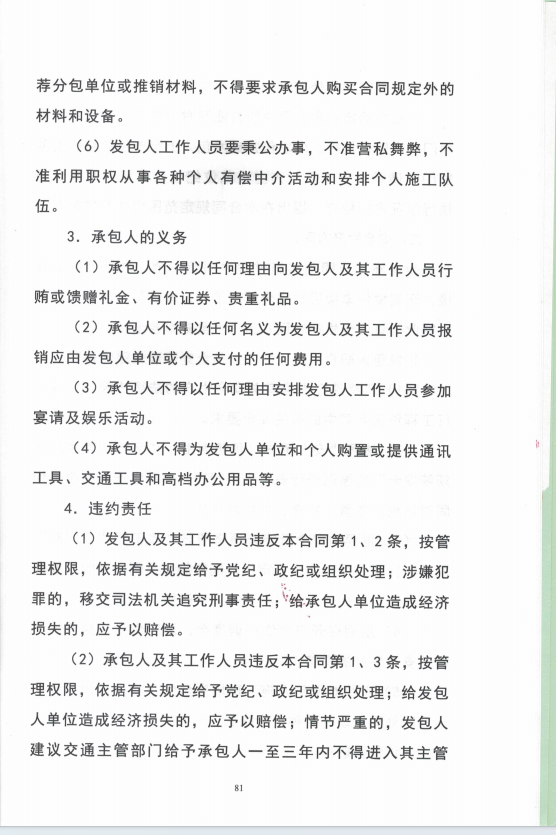 荐分包单位或推销材料，不得要求承包人购买合同规定外的
材料和设备。
（6）发包人工作人员要秉公办事，不准营私舞弊，不
准利用职权从事各种个人有偿中介活动和安排个人施工队
伍。
3．承包人的义务
（1）承包人不得以任何理由向发包人及其工作人员行
贿或馈赠礼金、有价证券、贵重礼品。
（2）承包人不得以任何名义为发包人及其工作人员报
销应由发包人单位或个人支付的任何费用。
（3）承包人不得以任何理由安排发包人工作人员参加
宴请及娱乐活动。
（4）承包人不得为发包人单位和个人购置或提供通讯
工具、交通工具和高档办公用品等。
4．违约责任
（1）发包人及其工作人员违反本合同第1、2条，按管
理权限，依据有关规定给予党纪、政纪或组织处理；涉嫌犯
罪的，移交司法机关追究刑事责任；给承包人单位造成经济
损失的，应予以赔偿。
（2）承包人及其工作人员违反本合同第1、3条，按管
理权限，依据有关规定给予党纪、政纪或组织处理；给发包
人单位造成经济损失的，应予以赔偿；情节严重的，发包人
建议交通主管部门给予承包人一至三年内不得进入其主管
81